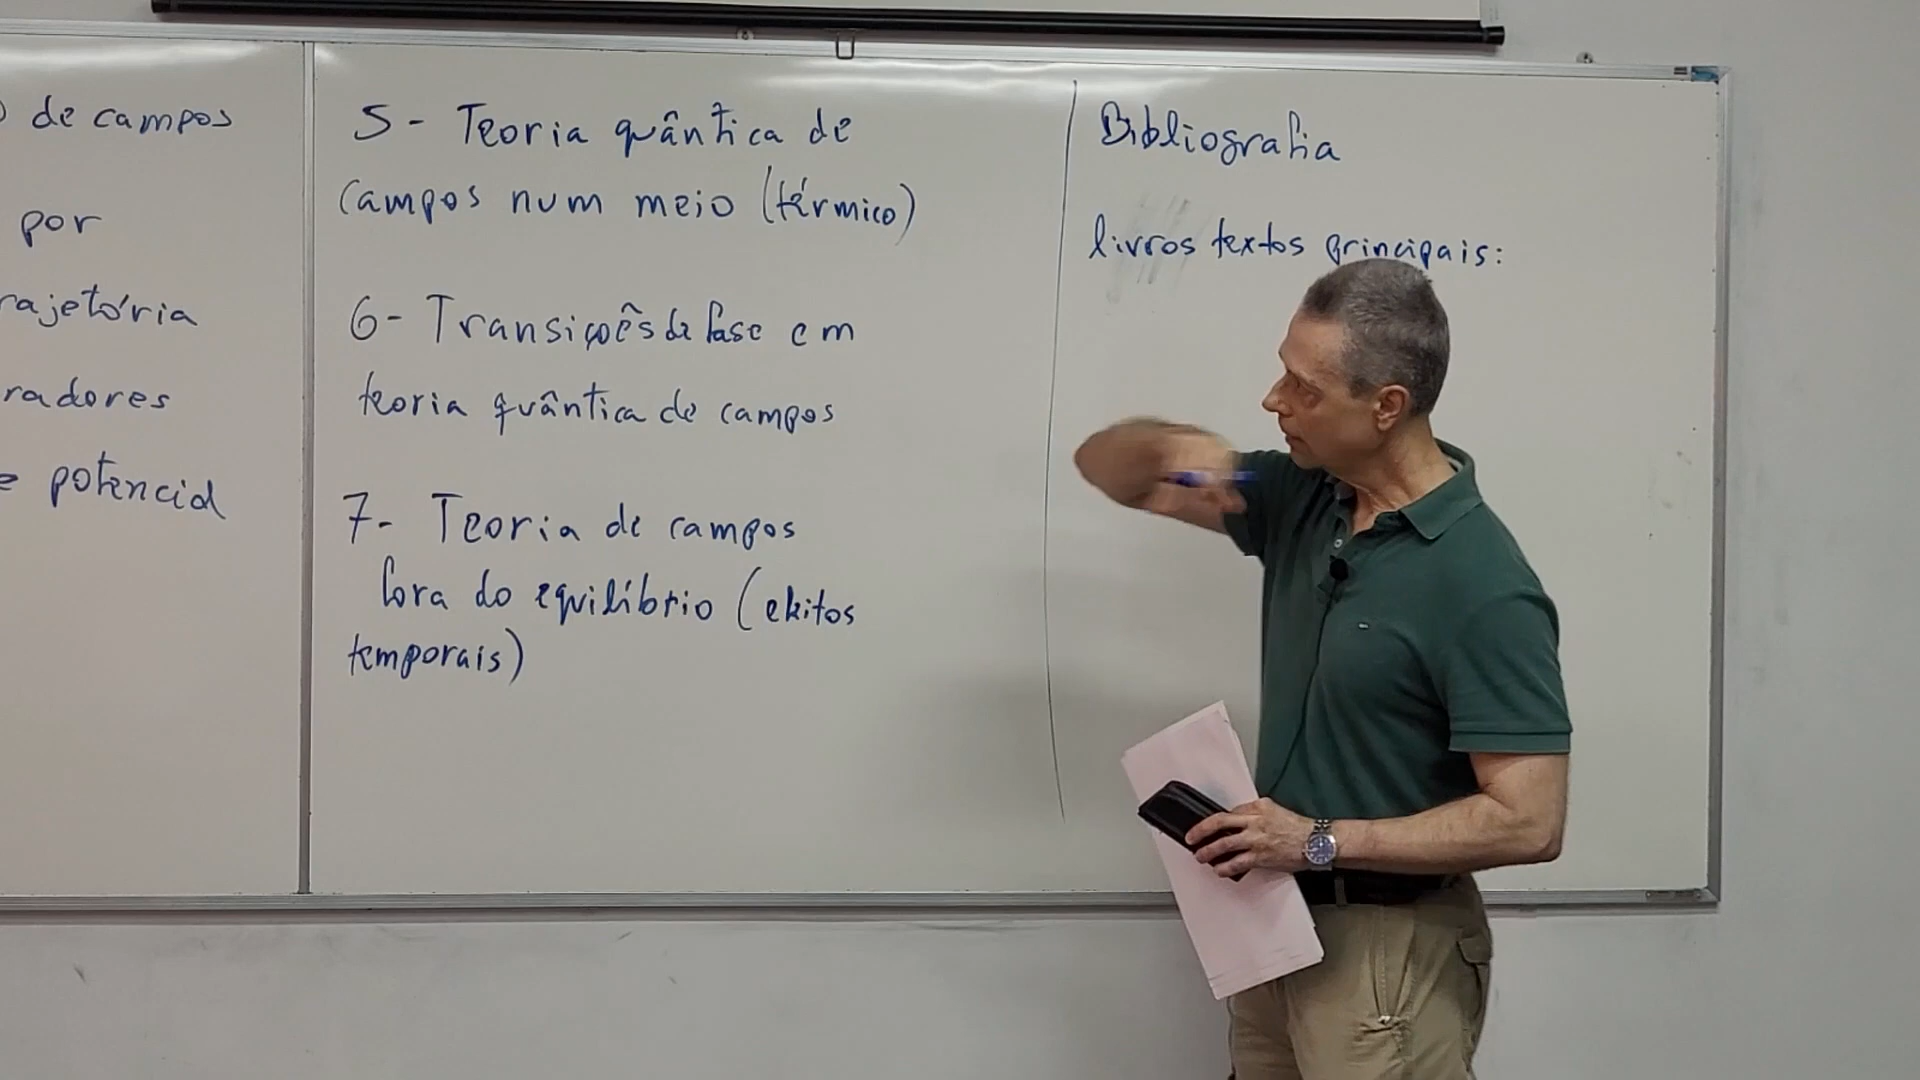 de campos
por
rajetória
radores
e potencial
5- Teoria quântica de
campos num meio (térmico)
6- Transiçoês de fase em
teoria quântica de campos
7- Teoria de campos
fora do equilíbrio (efeitos
temporais)
Bibliografia
livros textos principais: